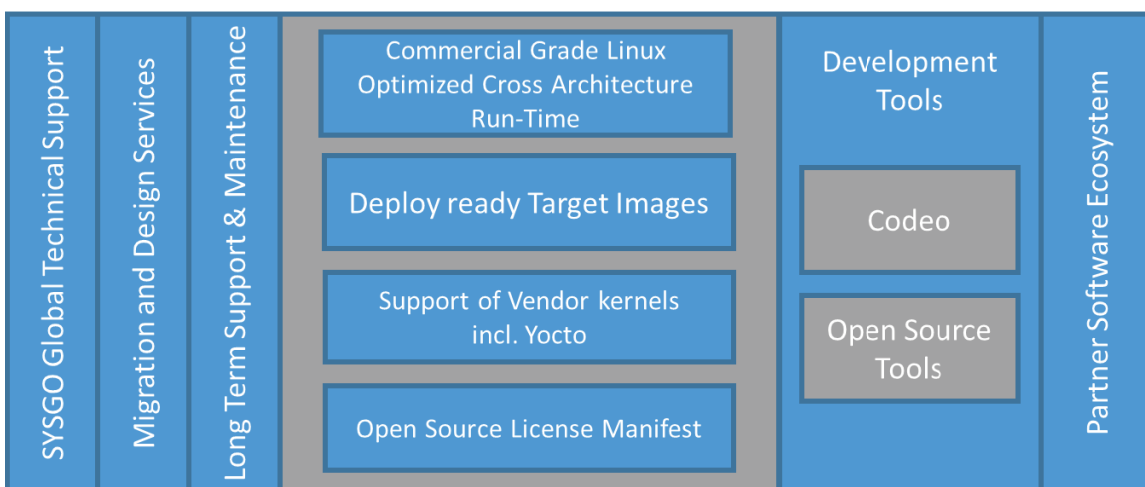 SYSGO Global Technical Support
Migration and Design Services
Long Term Support & Maintenance
Commercial Grade Linux
Optimized Cross Architecture
Run-Time
Deploy ready Target Images
Support of Vendor kernels
incl. Yocto
Open Source License Manifest
Development
Tools
Codeo
Open Source
Tools
Partner Software Ecosystem